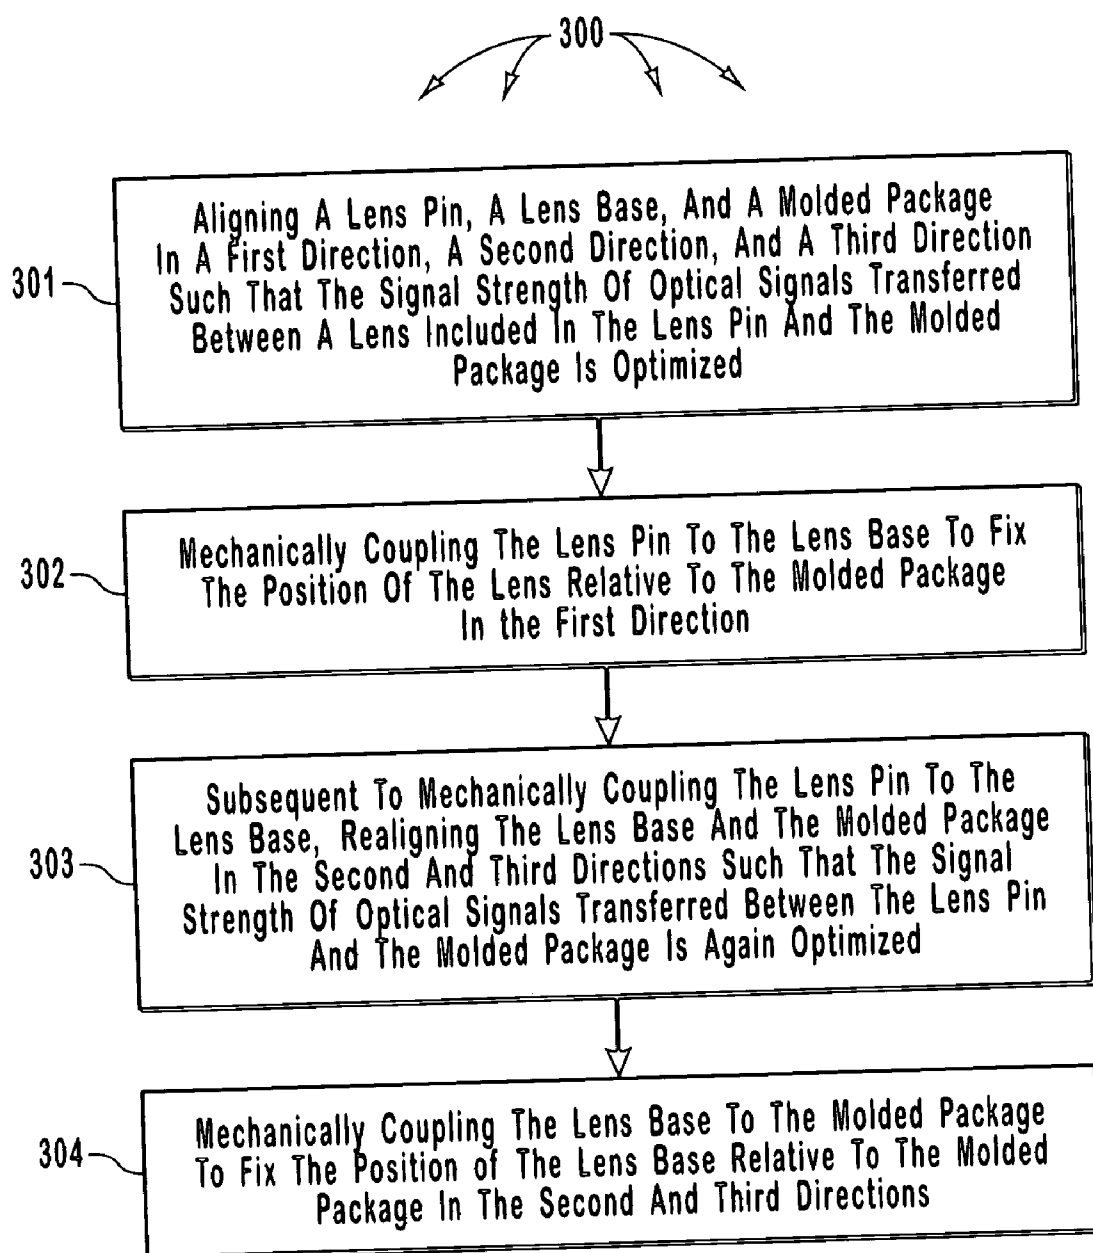 300
301
Aligning A Lens Pin, A Lens Base, And A Molded Package
In A First Direction, A Second Direction, And A Third Direction
Such That The Signal Strength Of Optical Signals Transferred
Between A Lens Included In The Lens Pin And The Molded
Package Is Optimized
302
Mechanically Coupling The Lens Pin To The Lens Base To Fix
The Position Of The Lens Relative To The Molded Package
In the First Direction
303
Subsequent To Mechanically Coupling The Lens Pin To The
Lens Base, Realigning The Lens Base And The Molded Package
In The Second And Third Directions Such That The Signal
Strength Of Optical Signals Transferred Between The Lens Pin
And The Molded Package Is Again Optimized
304
Mechanically Coupling The Lens Base To The Molded Package
To Fix The Position of The Lens Base Relative To The Molded
Package In The Second And Third Directions